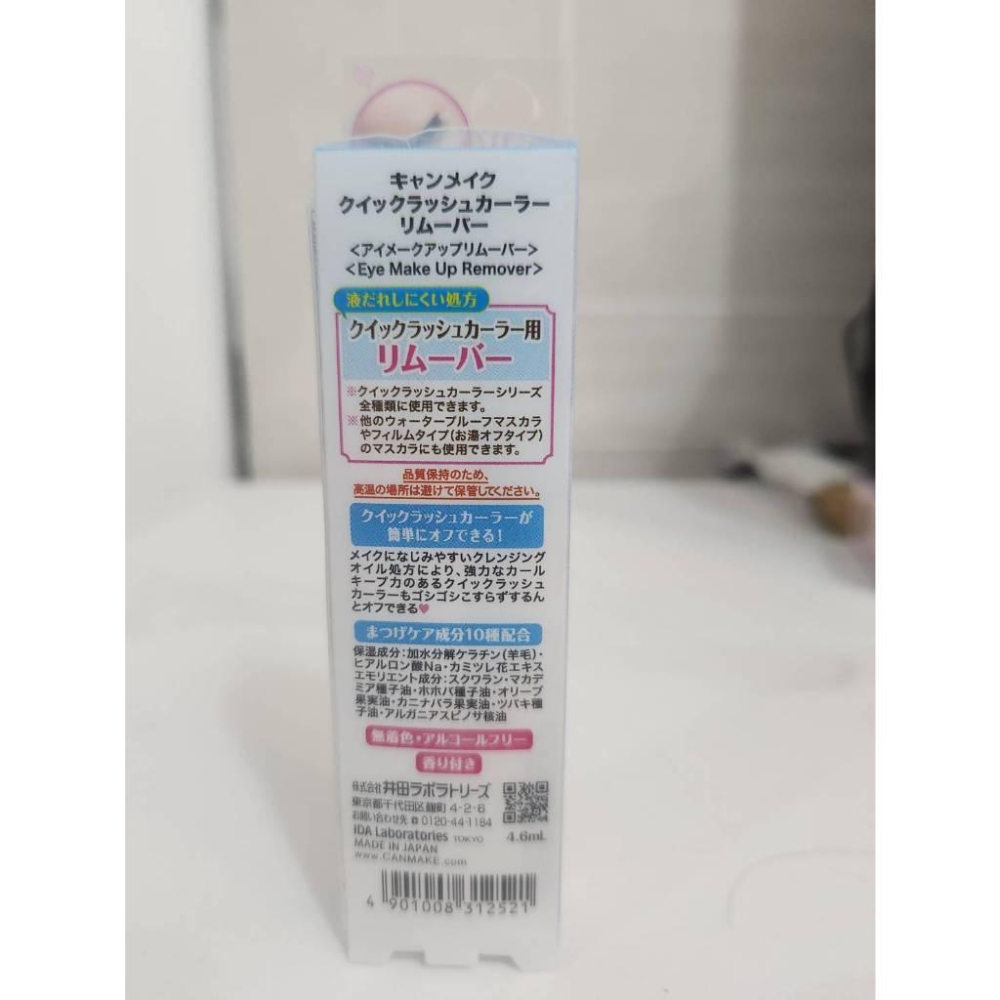 キャンメイク
クイックラッシュカーラー
リムーバー
<アイメークアップリムーバー>
<Eye Make Up Remover>
液だれしにくい処方
クイックラッシュカーラー用
リムーバー
※クイックラッシュカーラーシリーズ
全種類に使用できます。
※他のウォータープルーフマスカラ
やフィルムタイプ(お湯オフタイプ)
のマスカラにも使用できます。
品質保持のため、
高温の場所は避けて保管してください。
クイックラッシュカーラーが
簡単にオフできる!
メイクになじみやすいクレンジング
オイル処方により、強力なカール
キープ力のあるクイックラッシュ
カーラーもゴシゴシこすらずするん
とオフできる♥
まつげケア成分10種配合
保湿成分:加水分解ケラチン(羊毛)・
ヒアルロン酸Na・カミツレ花エキス
エモリエント成分:スクワラン・マカデ
ミア種子油・ホホバ種子油・オリーブ
果実油・カニナバラ果実油・ツバキ種
子油・アルガニアスピノサ核油
無着色・アルコールフリー
香り付き
株式会社 井田ラボラトリーズ
東京都千代田区麹町 4-2-6
お問い合わせ先 0120-44-1184
IDA Laboratories TOKYO 4.6mL
MADE IN JAPAN
www.CANMAKE.com
4 901008 312521